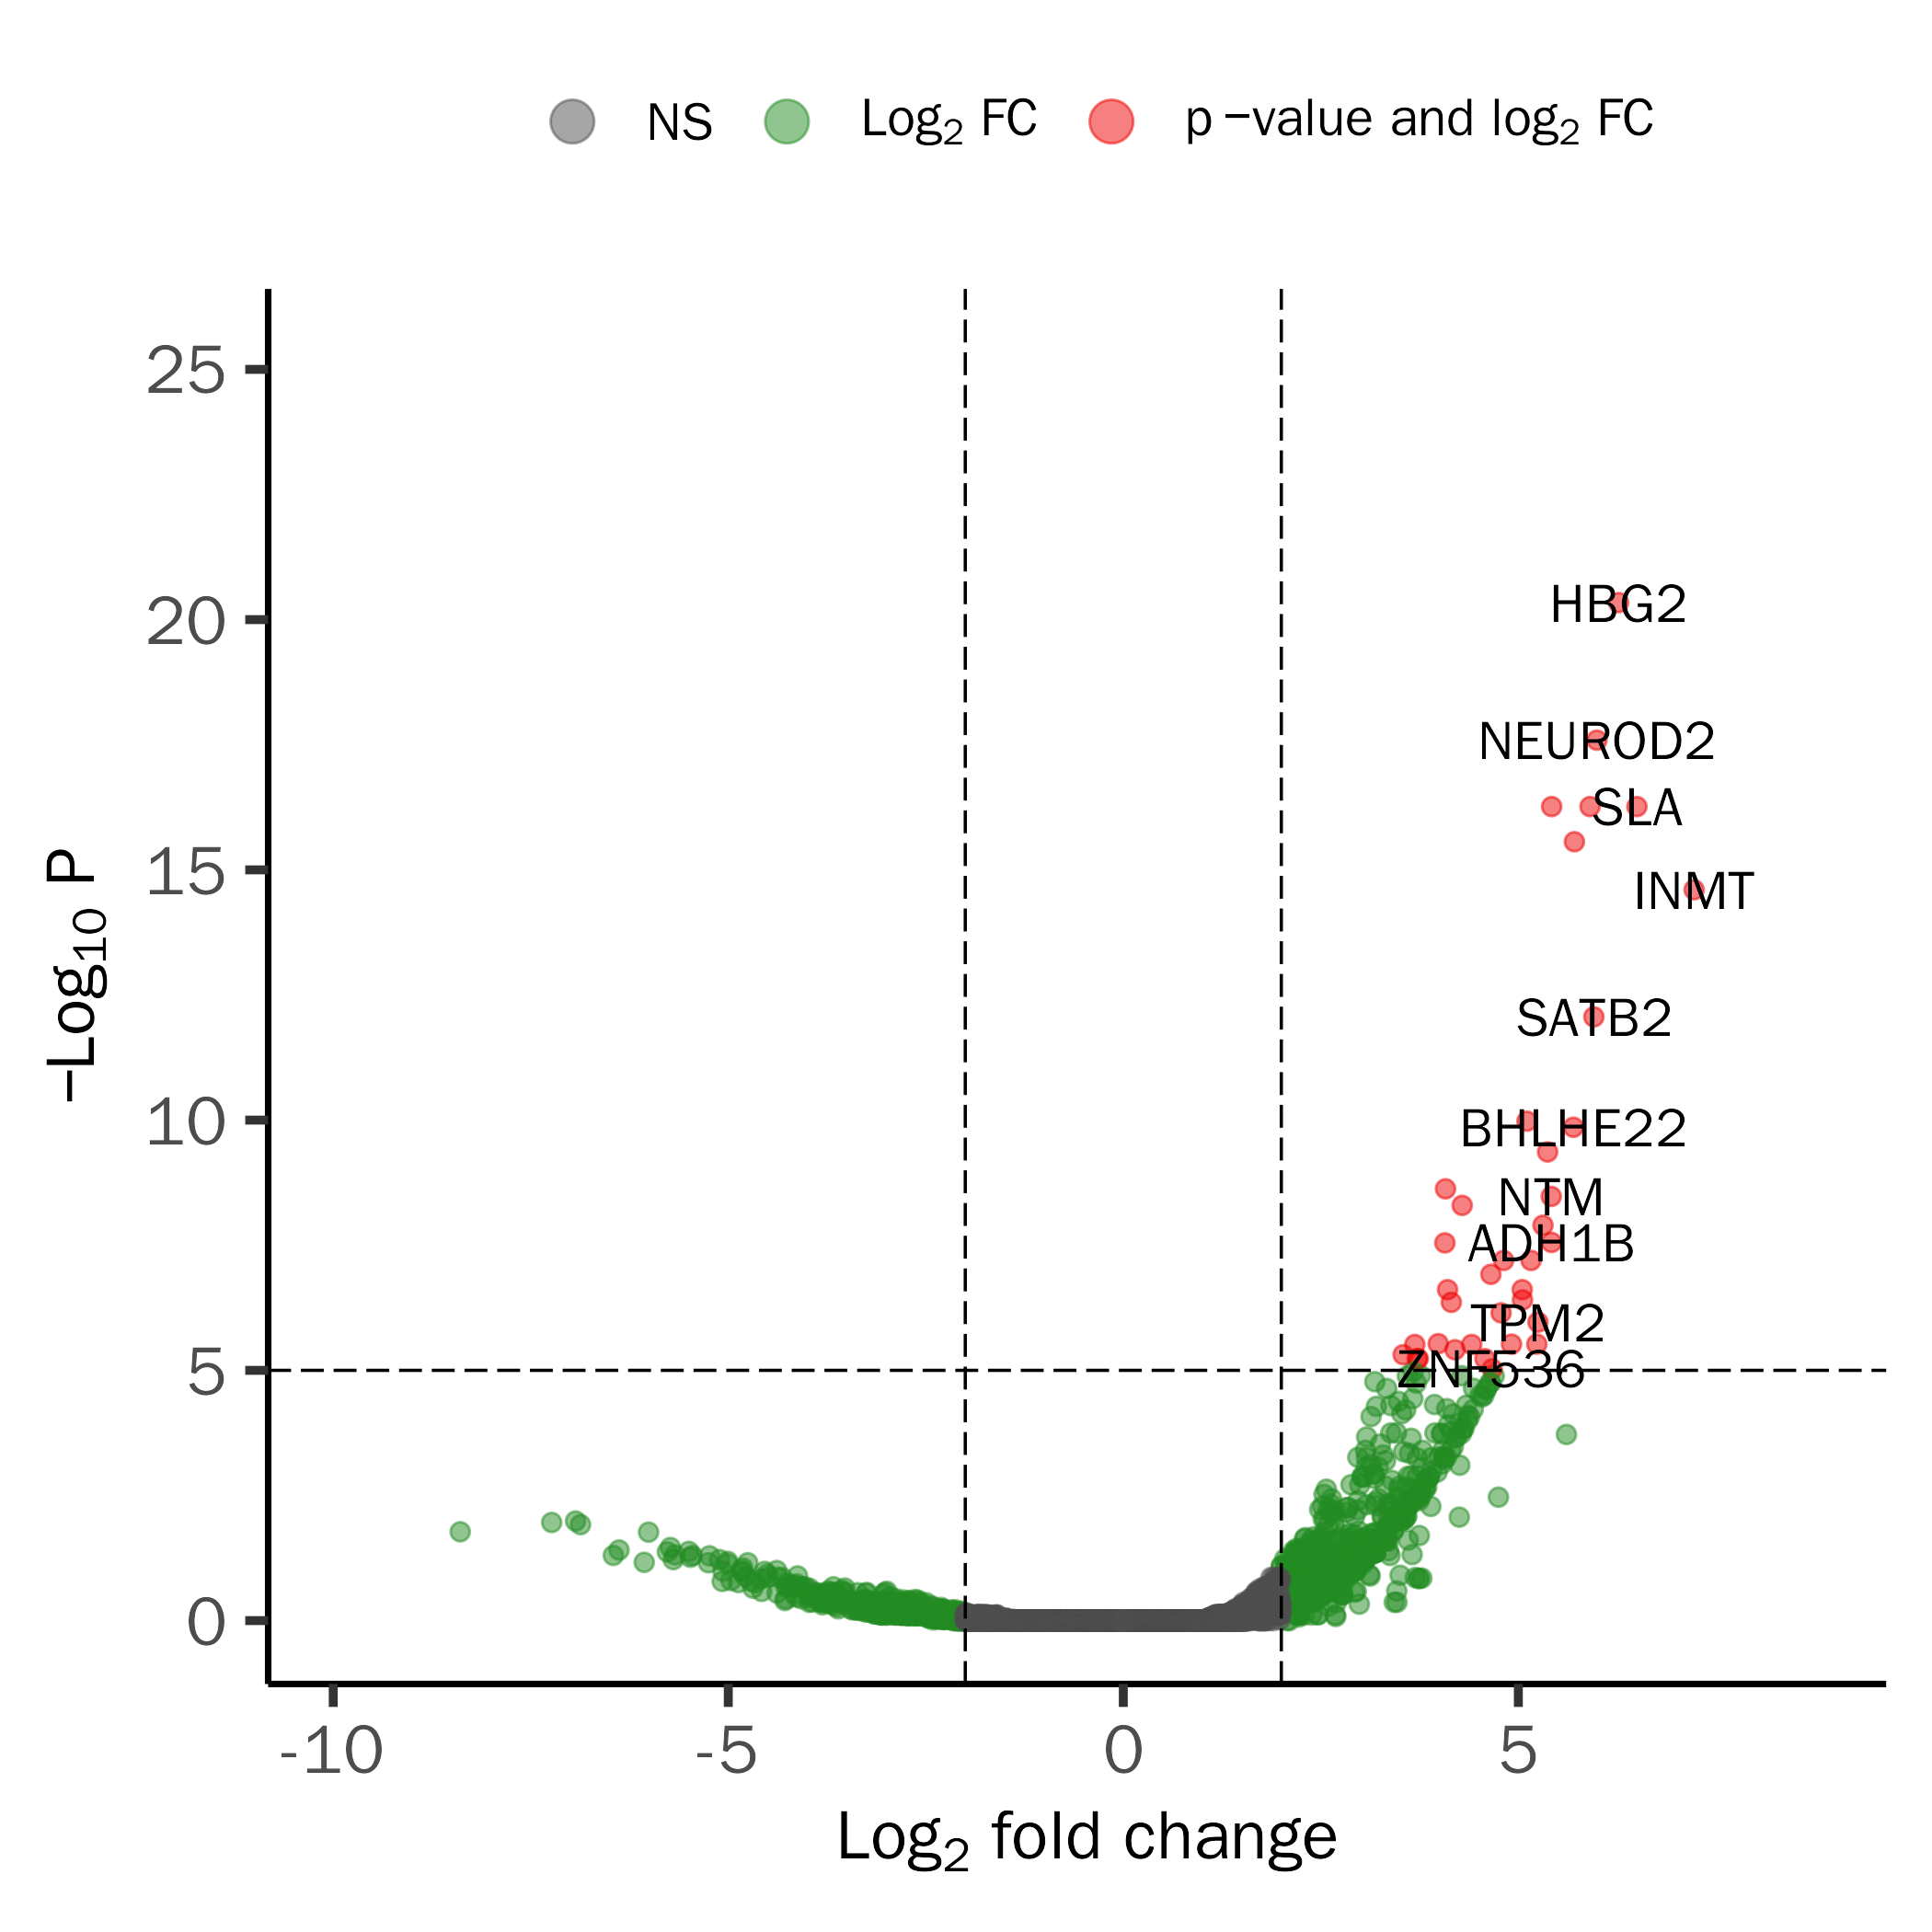 NS Log2 FC p −value and log2 FC
25
20
15
10
5
0
−Log10 P
HBG2
NEUROD2
SLA
INMT
SATB2
BHLHE22
NTM
ADH1B
TPM2
ZNF536
-10 -5 0 5
Log2 fold change